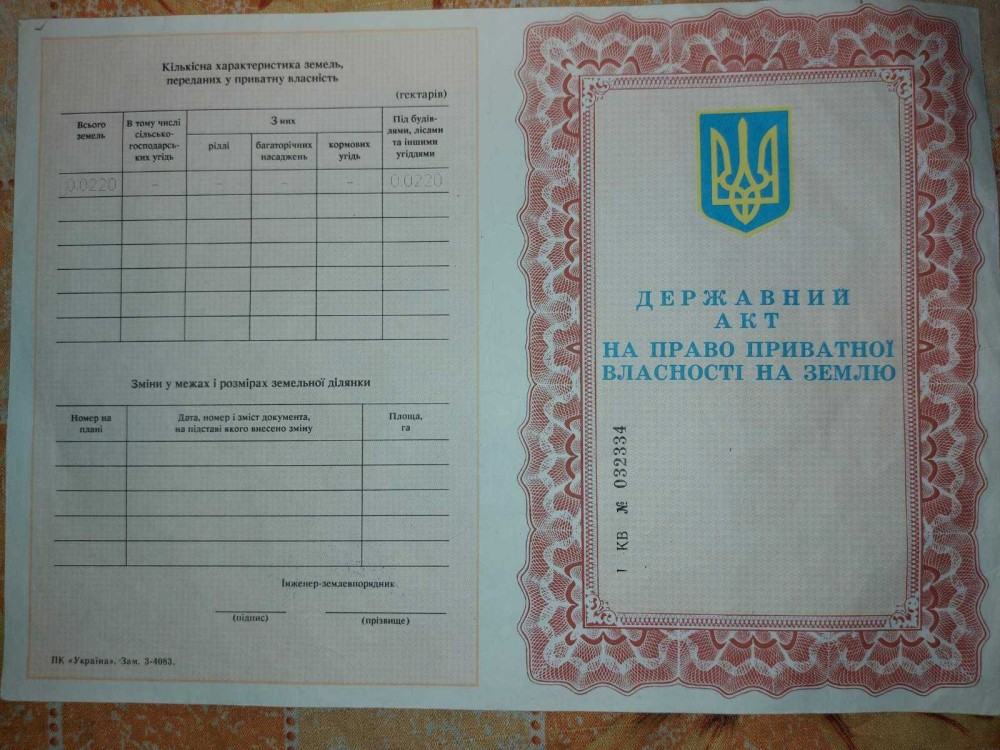 Кількісна характеристика земель,
переданих у приватну власність
(гектарів)
Всього
земель
В тому числі
сільсько-
господарсь-
ких угідь
З них
ріллі
багаторічних
насаджень
кормових
угідь
Під будів-
лями, лісами
та іншими
угіддями
0.0220 - - - - 0.0220
Зміни у межах і розмірах земельної ділянки
Номер на
плані
Дата, номер і зміст документа,
на підставі якого внесено зміну
Площа,
га
Інженер-землевпорядник
(підпис)
(прізвище)
ПК «Україна». Зам. 3-4083.
ДЕРЖАВНИЙ
АКТ
НА ПРАВО ПРИВАТНОЇ
ВЛАСНОСТІ НА ЗЕМЛЮ
І КВ № 032334